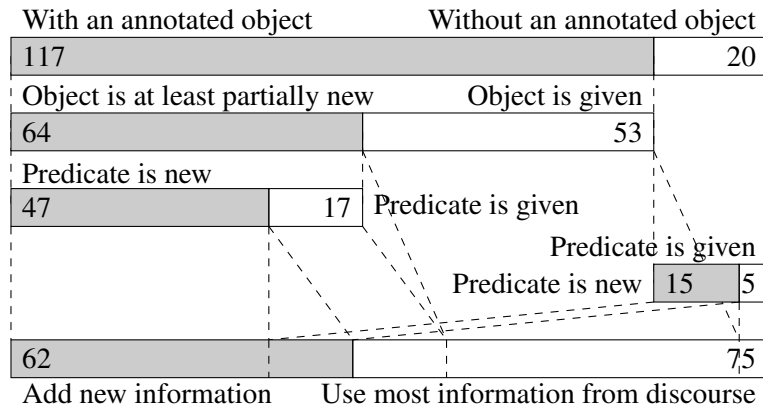 With an annotated object Without an annotated object
117 20
Object is at least partially new Object is given
64 53
Predicate is new
47 17 Predicate is given
Predicate is given
Predicate is new 15 5
62 75
Add new information Use most information from discourse